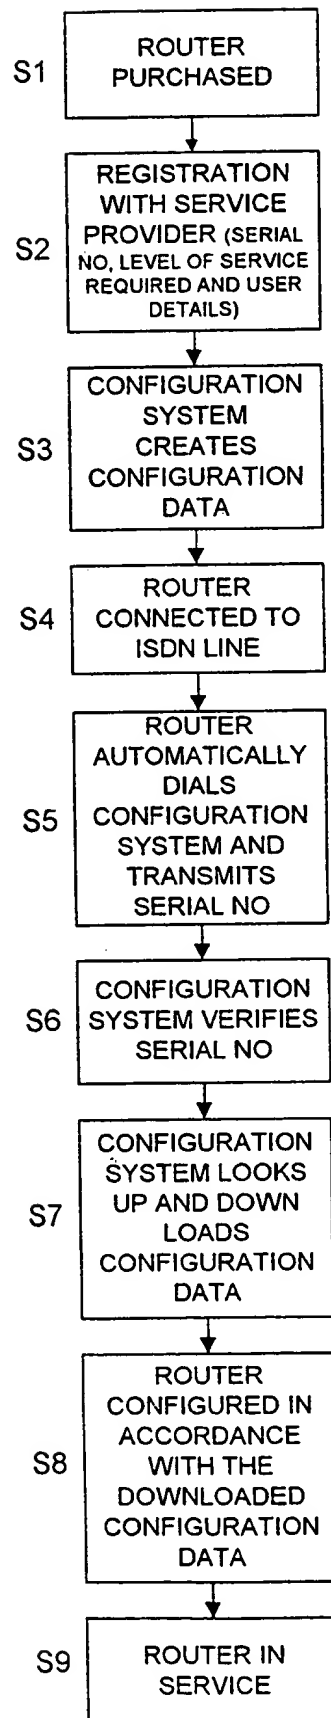 S1
ROUTER
PURCHASED
S2
REGISTRATION
WITH SERVICE
PROVIDER (SERIAL
NO, LEVEL OF SERVICE
REQUIRED AND USER
DETAILS)
S3
CONFIGURATION
SYSTEM
CREATES
CONFIGURATION
DATA
S4
ROUTER
CONNECTED TO
ISDN LINE
S5
ROUTER
AUTOMATICALLY
DIALS
CONFIGURATION
SYSTEM AND
TRANSMITS
SERIAL NO
S6
CONFIGURATION
SYSTEM VERIFIES
SERIAL NO
S7
CONFIGURATION
SYSTEM LOOKS
UP AND DOWN
LOADS
CONFIGURATION
DATA
S8
ROUTER
CONFIGURED IN
ACCORDANCE
WITH THE
DOWNLOADED
CONFIGURATION
DATA
S9
ROUTER IN
SERVICE